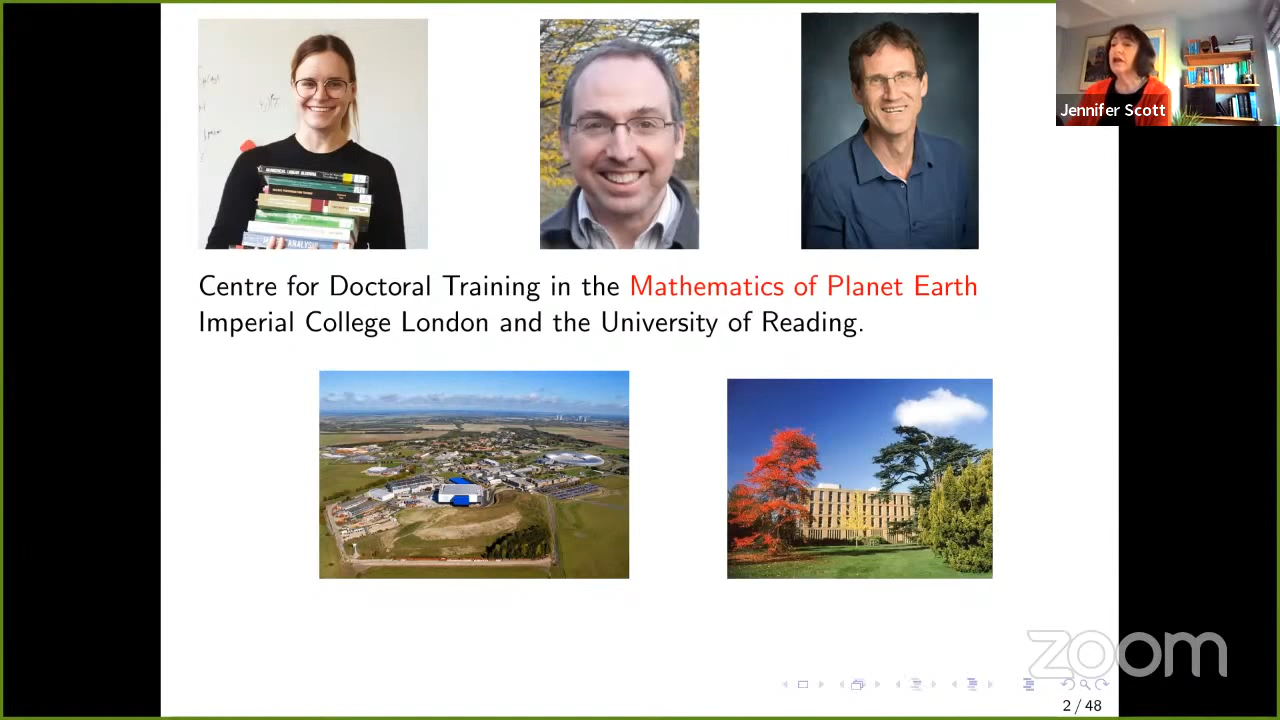 Jennifer Scott
Centre for Doctoral Training in the Mathematics of Planet Earth
Imperial College London and the University of Reading.
zoom
2 / 48